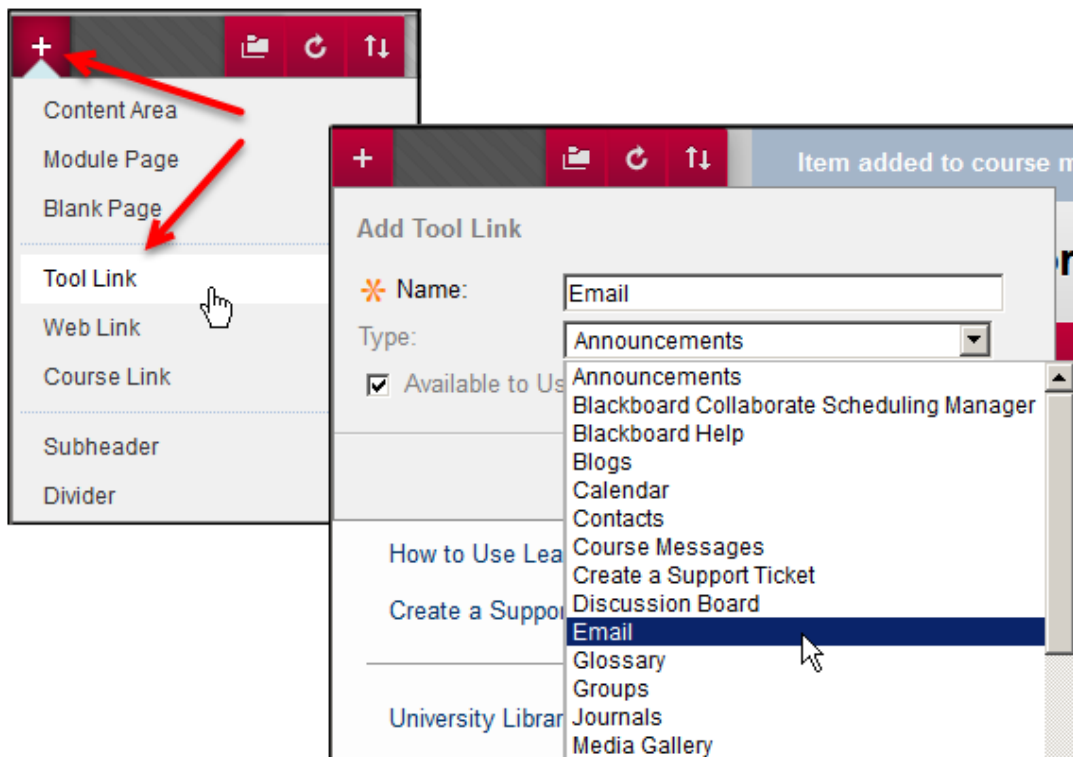 +
Content Area
Module Page
Blank Page
Tool Link
Web Link
Course Link
Subheader
Divider
+
Item added to course m
Add Tool Link
Name:
Email
Type:
Announcements
Available to Us
Announcements
Blackboard Collaborate Scheduling Manager
Blackboard Help
Blogs
Calendar
Contacts
Course Messages
Create a Support Ticket
Discussion Board
Email
Glossary
Groups
Journals
Media Gallery
How to Use Lea
Create a Suppo
University Librar